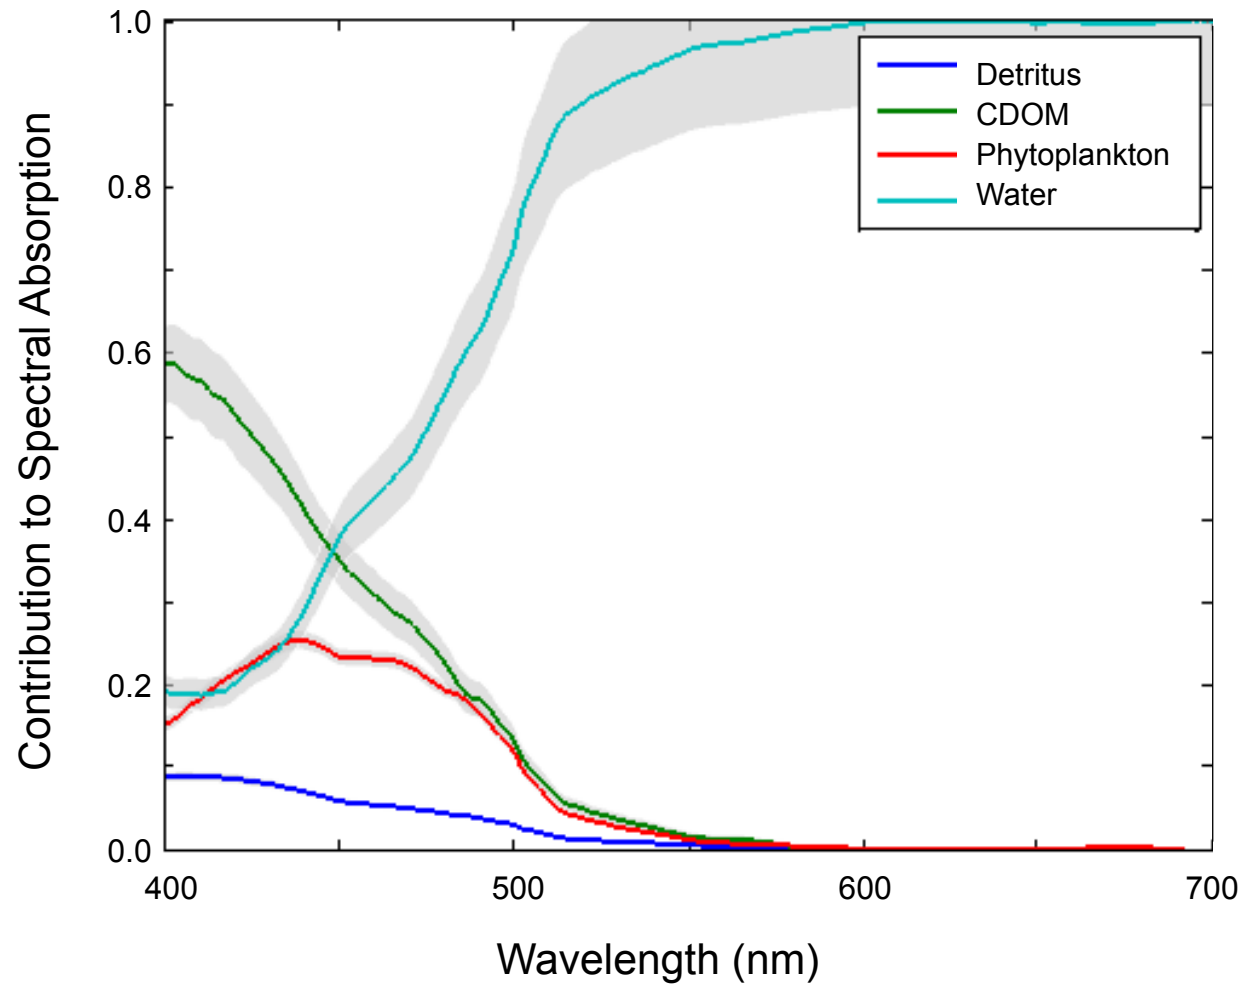 1.0
0.8
0.6
0.4
0.2
0.0
Contribution to Spectral Absorption
Detritus
CDOM
Phytoplankton
Water
400
500
600
700
Wavelength (nm)